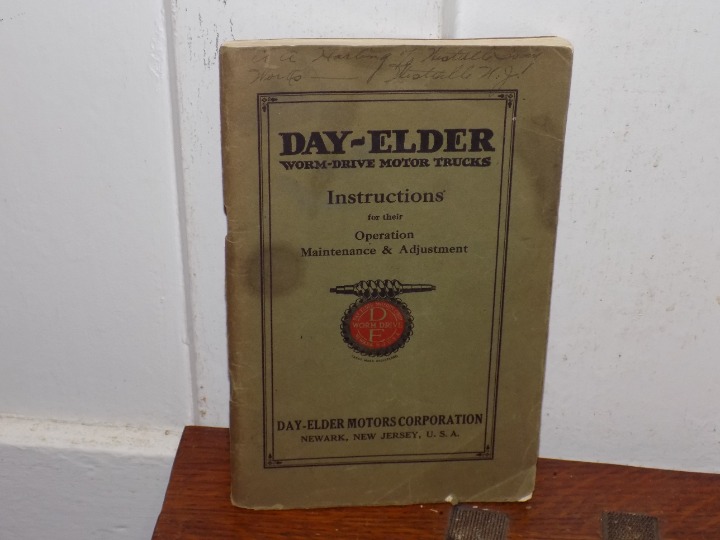 DAY-ELDER
WORM-DRIVE MOTOR TRUCKS
Instructions
for their
Operation
Maintenance & Adjustment
D
WORM DRIVE
E
DAY-ELDER MOTORS CORPORATION
NEWARK, NEW JERSEY, U. S. A.